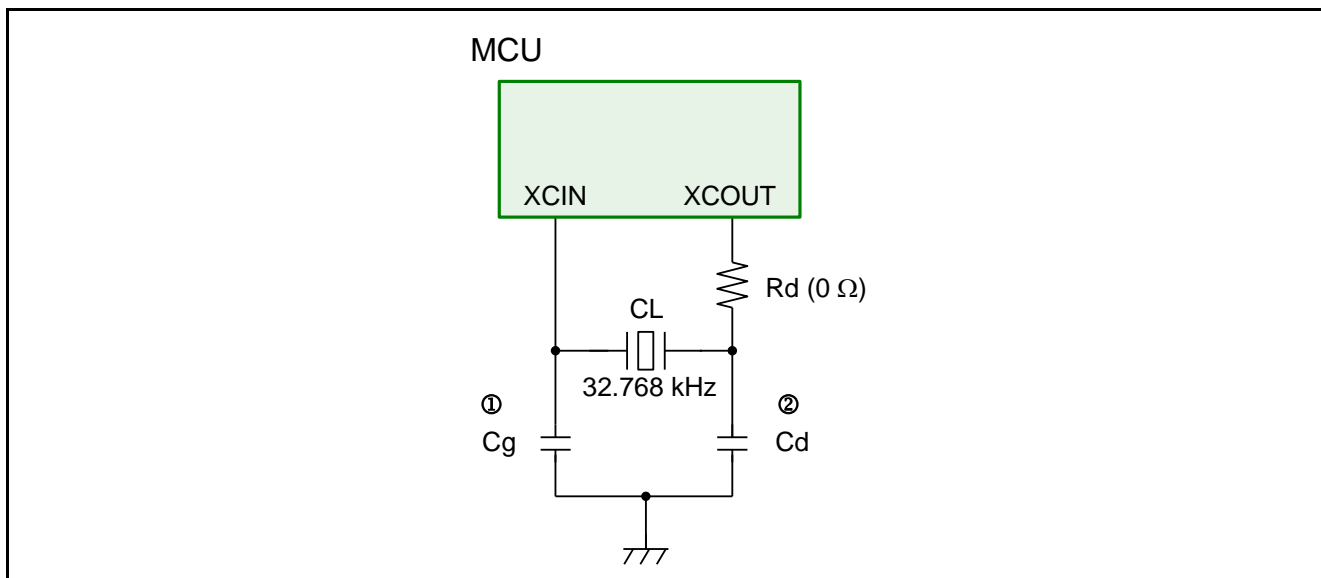 MCU
XCIN
XCOUT
Rd (0 Ω)
CL
32.768 kHz
①
②
Cg
Cd